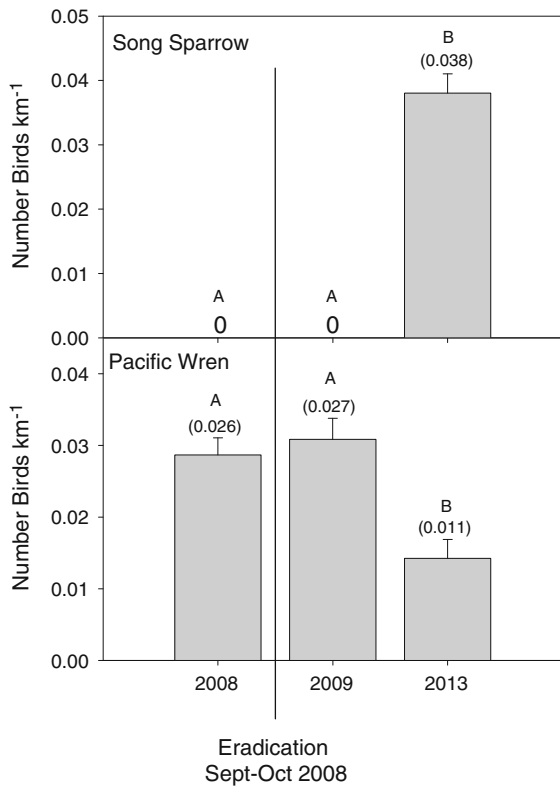 0.05
Song Sparrow
B
(0.038)
0.04
0.03
Number Birds km-1
0.02
0.01
A
A
0
0
0.00
Pacific Wren
0.04
A
A
(0.026)
(0.027)
0.03
Number Birds km-1
0.02
B
(0.011)
0.01
0.00
2008
2009
2013
Eradication
Sept-Oct 2008